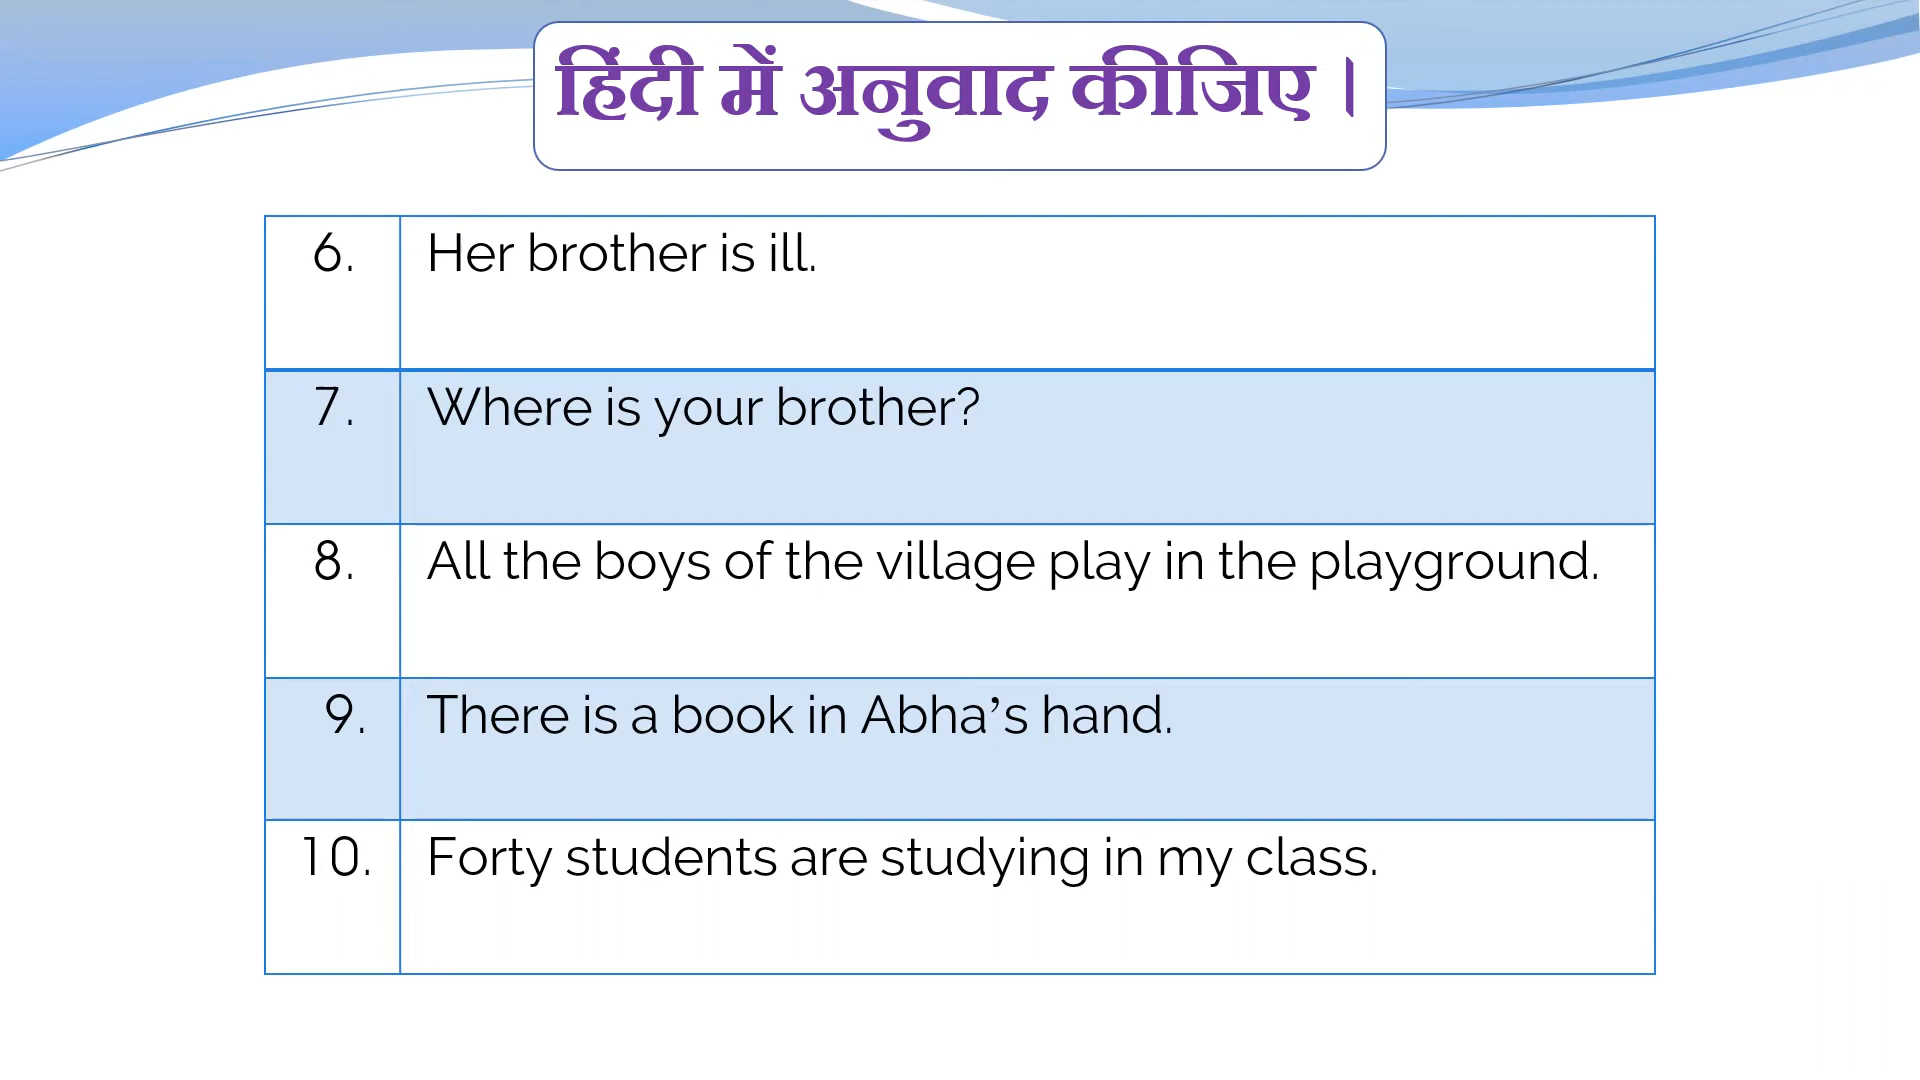 हिंदी में अनुवाद कीजिए ।
6. Her brother is ill.
7. Where is your brother?
8. All the boys of the village play in the playground.
9. There is a book in Abha’s hand.
10. Forty students are studying in my class.